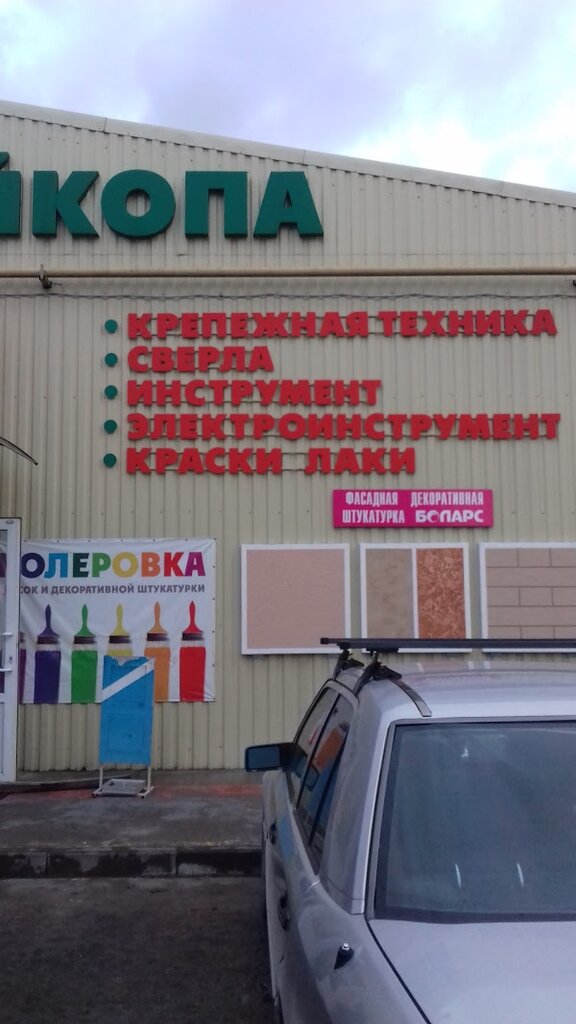 ЙКОПА
• КРЕПЕЖНАЯ ТЕХНИКА
• СВЕРЛА
• ИНСТРУМЕНТ
• ЭЛЕКТРОИНСТРУМЕНТ
• КРАСКИ ЛАКИ
ФАСАДНАЯ ДЕКОРАТИВНАЯ
ШТУКАТУРКА БОЛАРС
ОЛЕРОВКА
СОК И ДЕКОРАТИВНОЙ ШТУКАТУРКИ